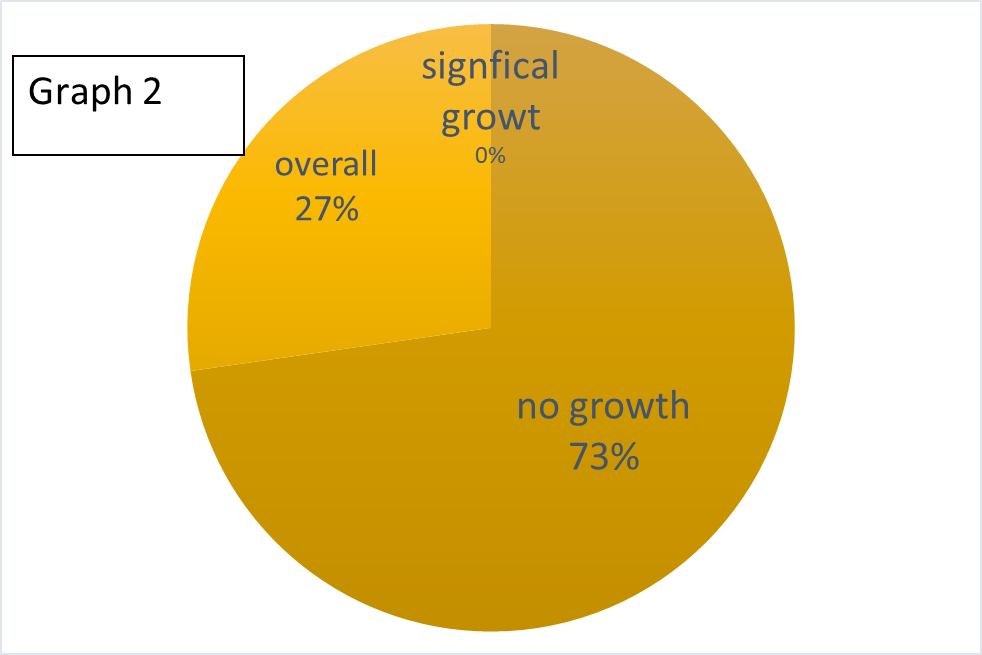 Graph 2
signfical
growt
0%
overall
27%
no growth
73%